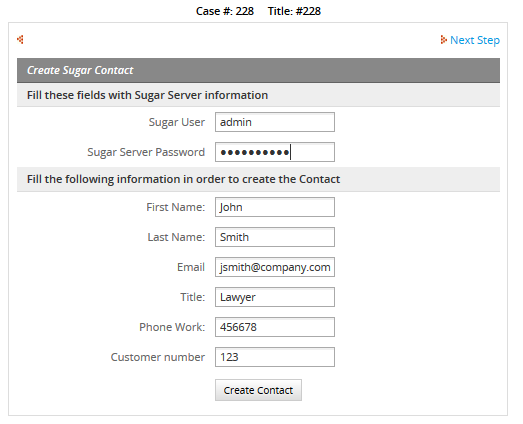 Case #: 228 Title: #228
Next Step
Create Sugar Contact
Fill these fields with Sugar Server information
Sugar User admin
Sugar Server Password ●●●●●●●●●●
Fill the following information in order to create the Contact
First Name: John
Last Name: Smith
Email jsmith@company.com
Title: Lawyer
Phone Work: 456678
Customer number 123
Create Contact